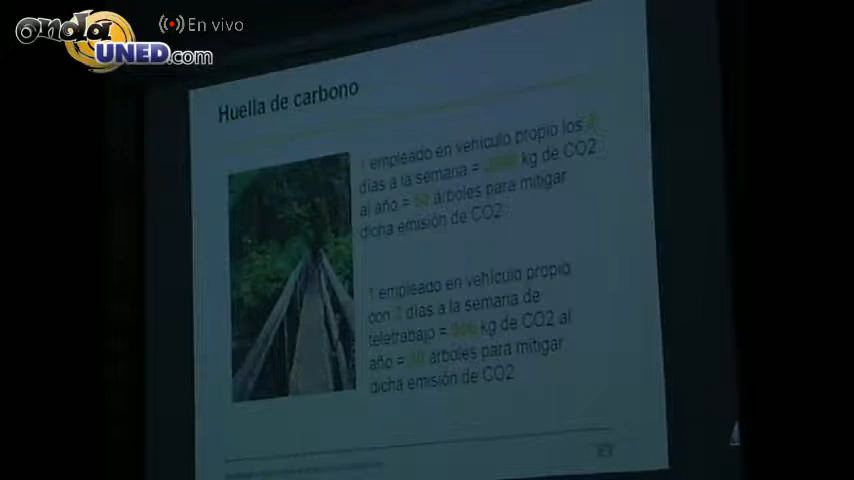 onda
UNED.com
En vivo
Huella de carbono
1 empleado en vehículo propio los
días a la semana = kg de CO2
al año = árboles para mitigar
dicha emisión de CO2
1 empleado en vehículo propio
con días a la semana de
teletrabajo = kg de CO2 al
año = árboles para mitigar
dicha emisión de CO2